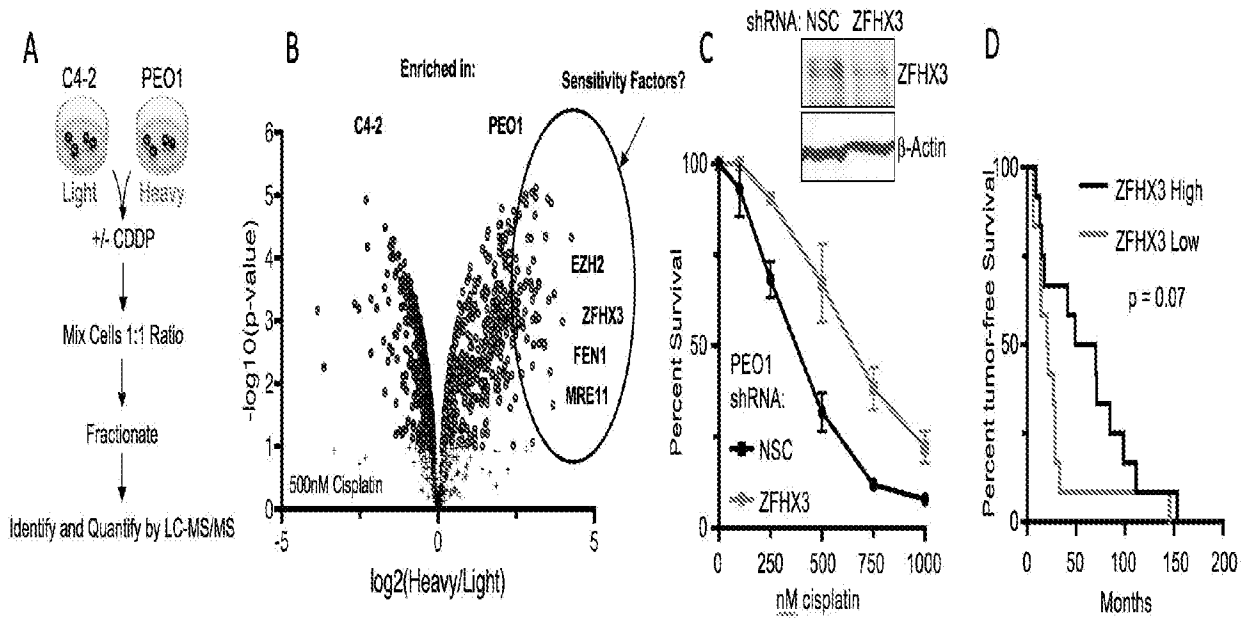 A
C4-2 PEO1
Light Heavy
+/- CDDP
Mix Cells 1:1 Ratio
Fractionate
Identify and Quantify by LC-MS/MS
B
Enriched in:
Sensitivity Factors?
C4-2 PEO1
EZH2
ZFHX3
FEN1
MRE11
500nM Cisplatin
-log10(p-value)
6
5
4
3
2
1
0
-5 0 5
log2(Heavy/Light)
C
shRNA: NSC ZFHX3
ZFHX3
β-Actin
Percent Survival
100
50
0
PEO1
shRNA:
NSC
ZFHX3
0 250 500 750 1000
nM cisplatin
D
Percent tumor-free Survival
100
50
0
ZFHX3 High
ZFHX3 Low
p = 0.07
0 50 100 150 200
Months